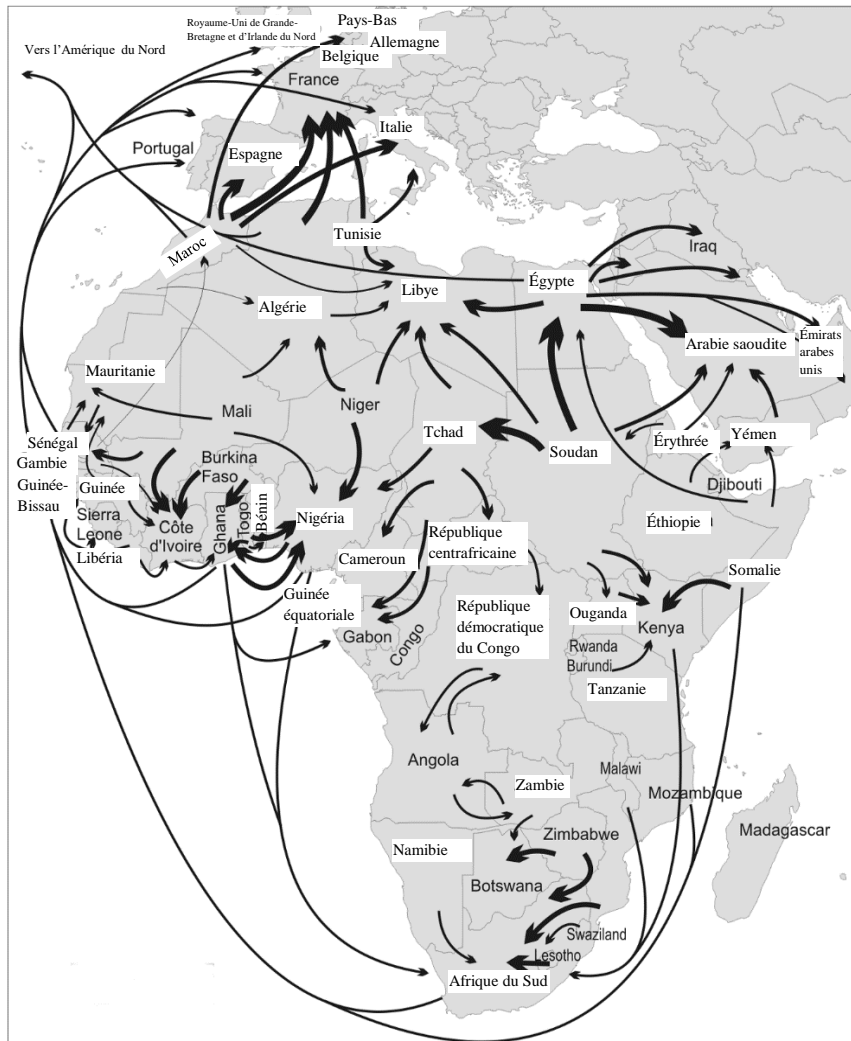 Royaume-Uni de Grande-
Bretagne et d'Irlande du Nord
Pays-Bas
Vers l'Amérique du Nord
Allemagne
Belgique
France
Italie
Portugal
Espagne
Tunisie
Maroc
Iraq
Algérie
Libye
Égypte
Arabie saoudite
Émirats
arabes
unis
Mauritanie
Mali
Niger
Tchad
Soudan
Érythrée
Yémen
Sénégal
Gambie
Guinée-
Bissau
Guinée
Burkina
Faso
Djibouti
Sierra
Leone
Côte
d'Ivoire
Ghana
Togo
Bénin
Nigéria
Éthiopie
Libéria
Cameroun
République
centrafricaine
Somalie
Guinée
équatoriale
Gabon
Congo
République
démocratique
du Congo
Ouganda
Kenya
Rwanda
Burundi
Tanzanie
Angola
Zambie
Malawi
Mozambique
Madagascar
Namibie
Zimbabwe
Botswana
Swaziland
Lesotho
Afrique du Sud